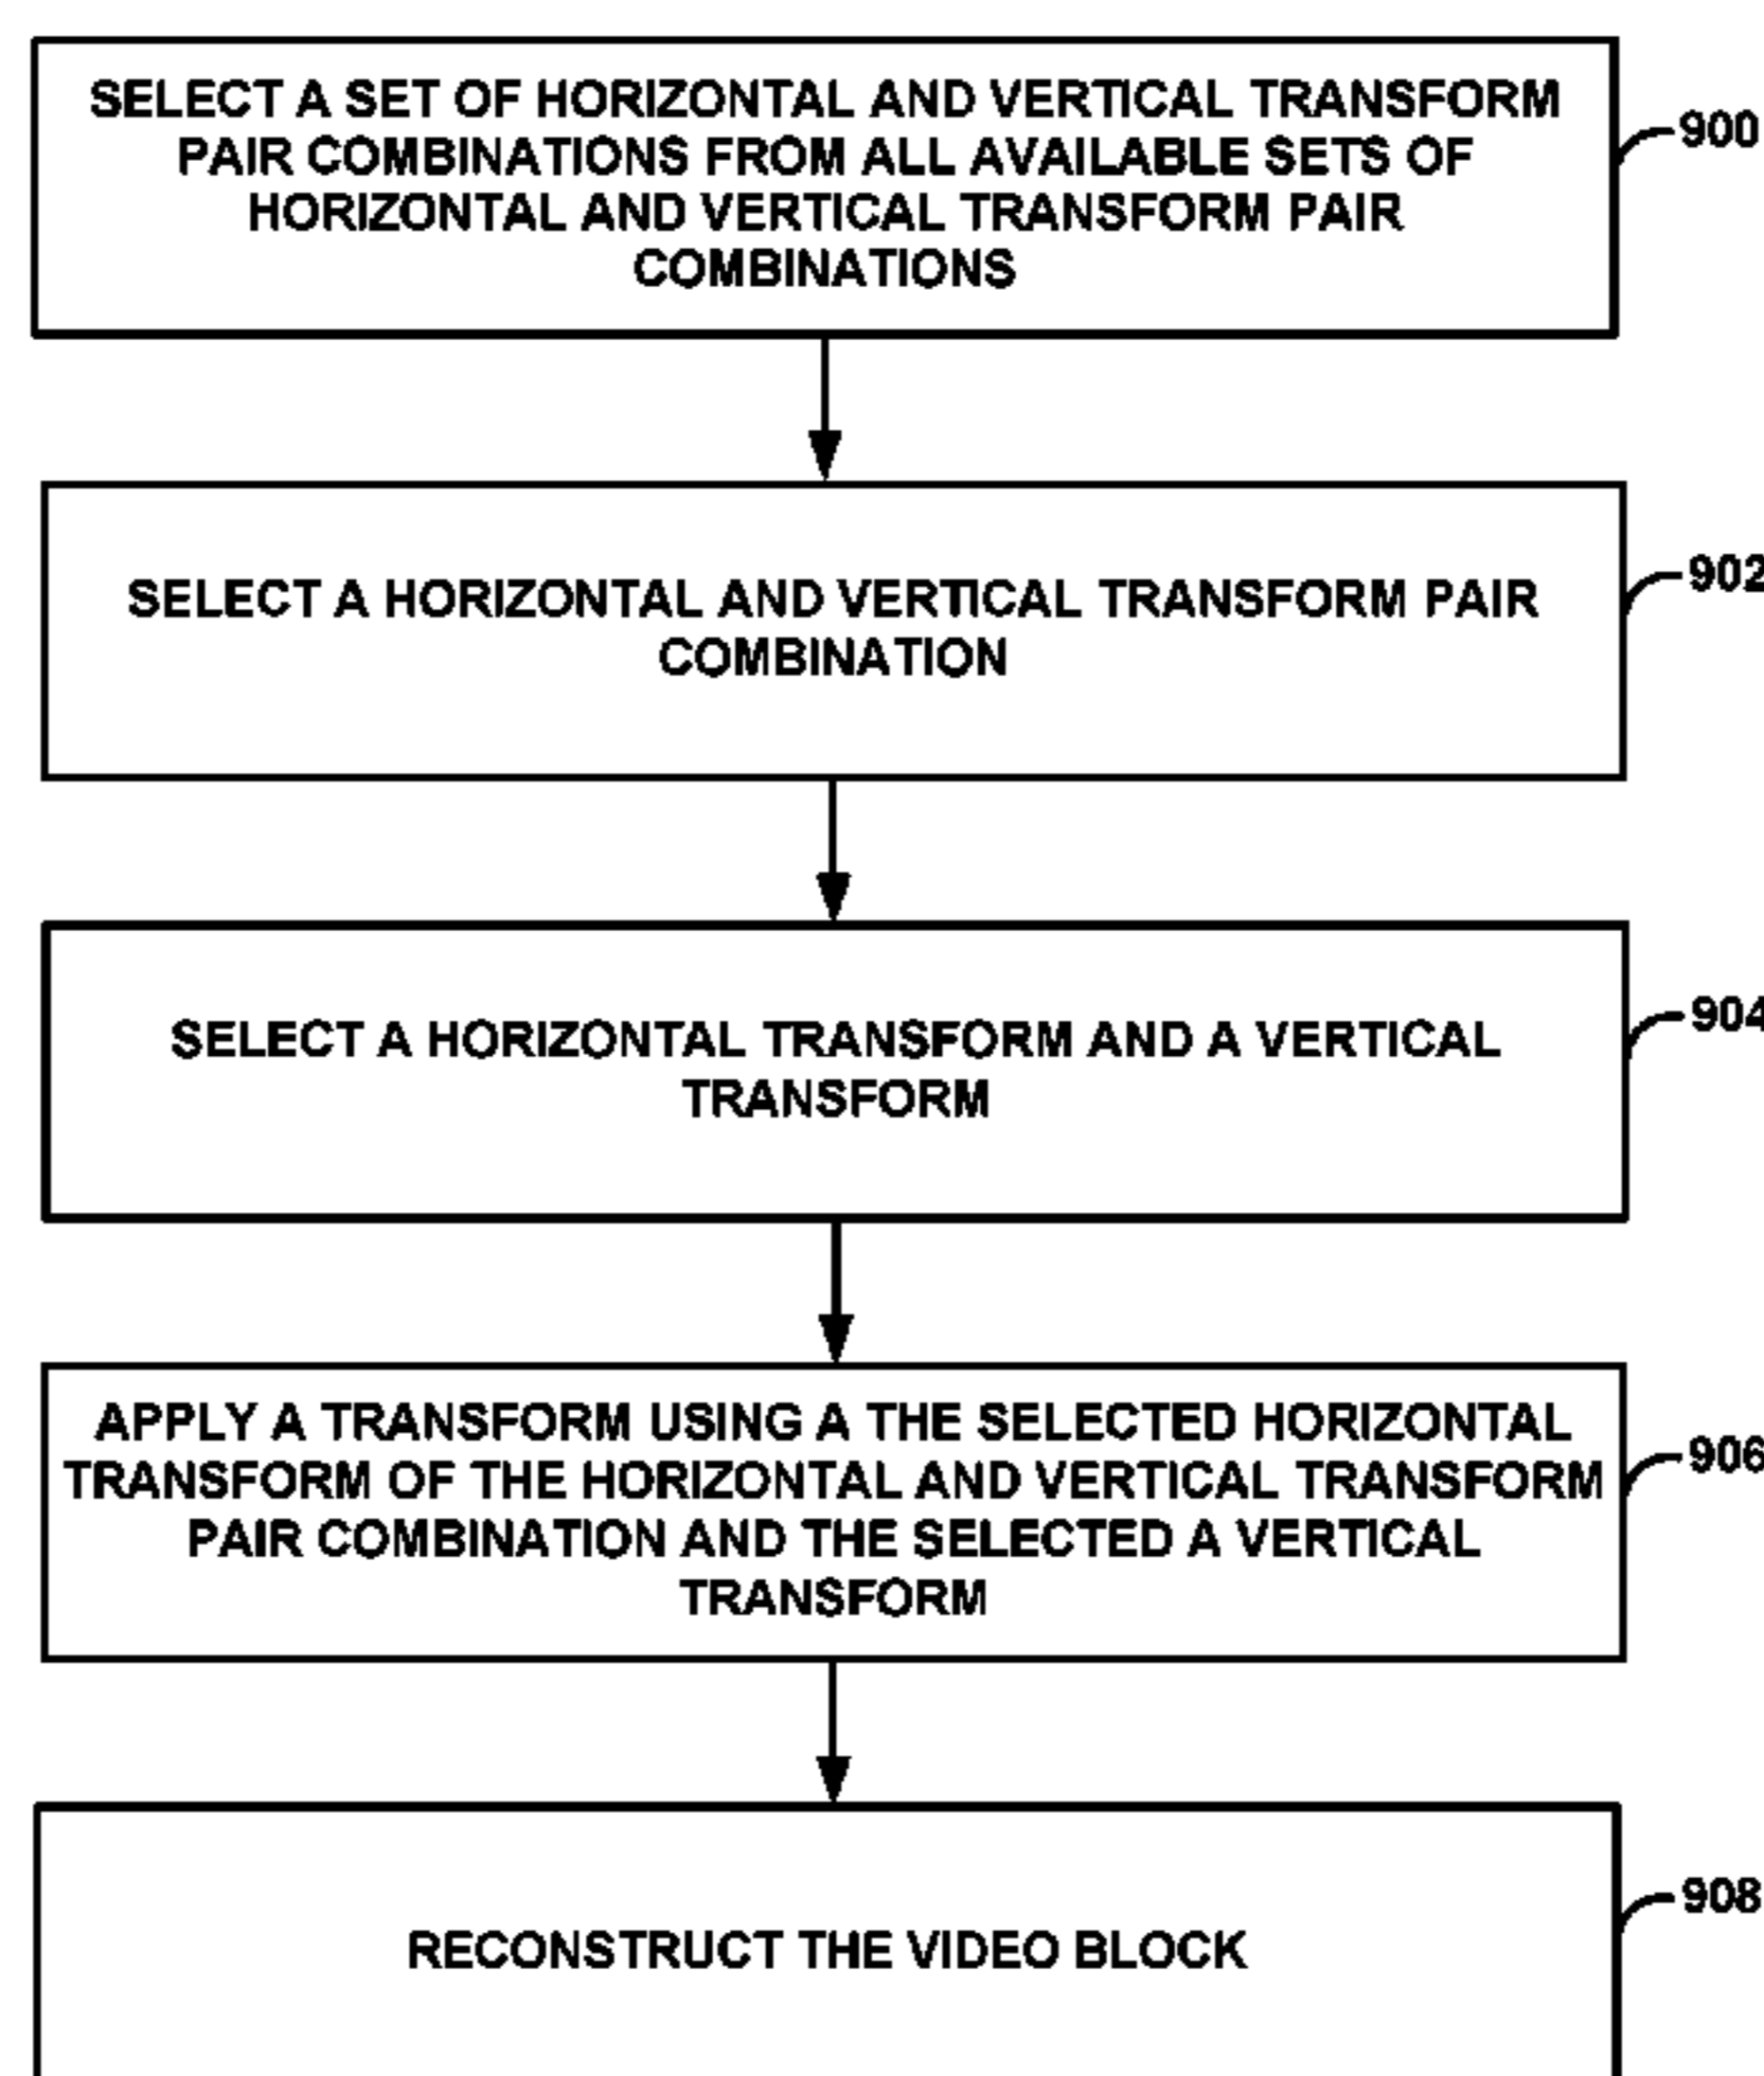 SELECT A SET OF HORIZONTAL AND VERTICAL TRANSFORM
PAIR COMBINATIONS FROM ALL AVAILABLE SETS OF
HORIZONTAL AND VERTICAL TRANSFORM PAIR
COMBINATIONS
900
SELECT A HORIZONTAL AND VERTICAL TRANSFORM PAIR
COMBINATION
902
SELECT A HORIZONTAL TRANSFORM AND A VERTICAL
TRANSFORM
904
APPLY A TRANSFORM USING A THE SELECTED HORIZONTAL
TRANSFORM OF THE HORIZONTAL AND VERTICAL TRANSFORM
PAIR COMBINATION AND THE SELECTED A VERTICAL
TRANSFORM
906
RECONSTRUCT THE VIDEO BLOCK
908